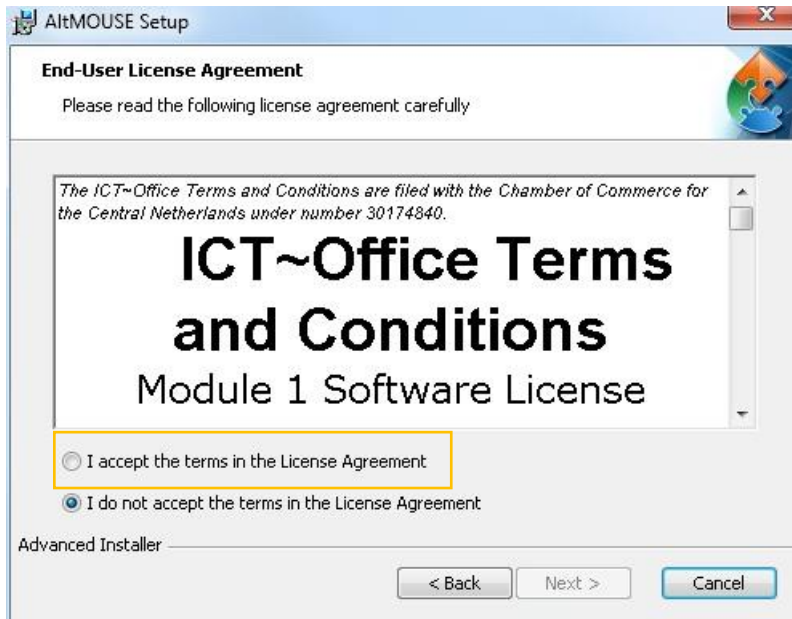 AltMOUSE Setup
End-User License Agreement
Please read the following license agreement carefully
The ICT~Office Terms and Conditions are filed with the Chamber of Commerce for
the Central Netherlands under number 30174840.
ICT~Office Terms
and Conditions
Module 1 Software License
I accept the terms in the License Agreement
I do not accept the terms in the License Agreement
Advanced Installer
< Back
Next >
Cancel